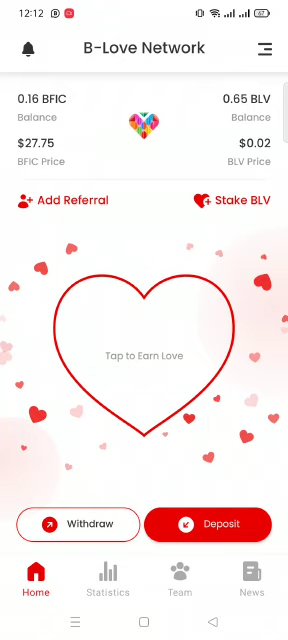 12:12
67
B-Love Network
0.16 BFIC
0.65 BLV
Balance
Balance
$27.75
$0.02
BFIC Price
BLV Price
Add Referral
Stake BLV
Tap to Earn Love
Withdraw
Deposit
Home
Statistics
Team
News